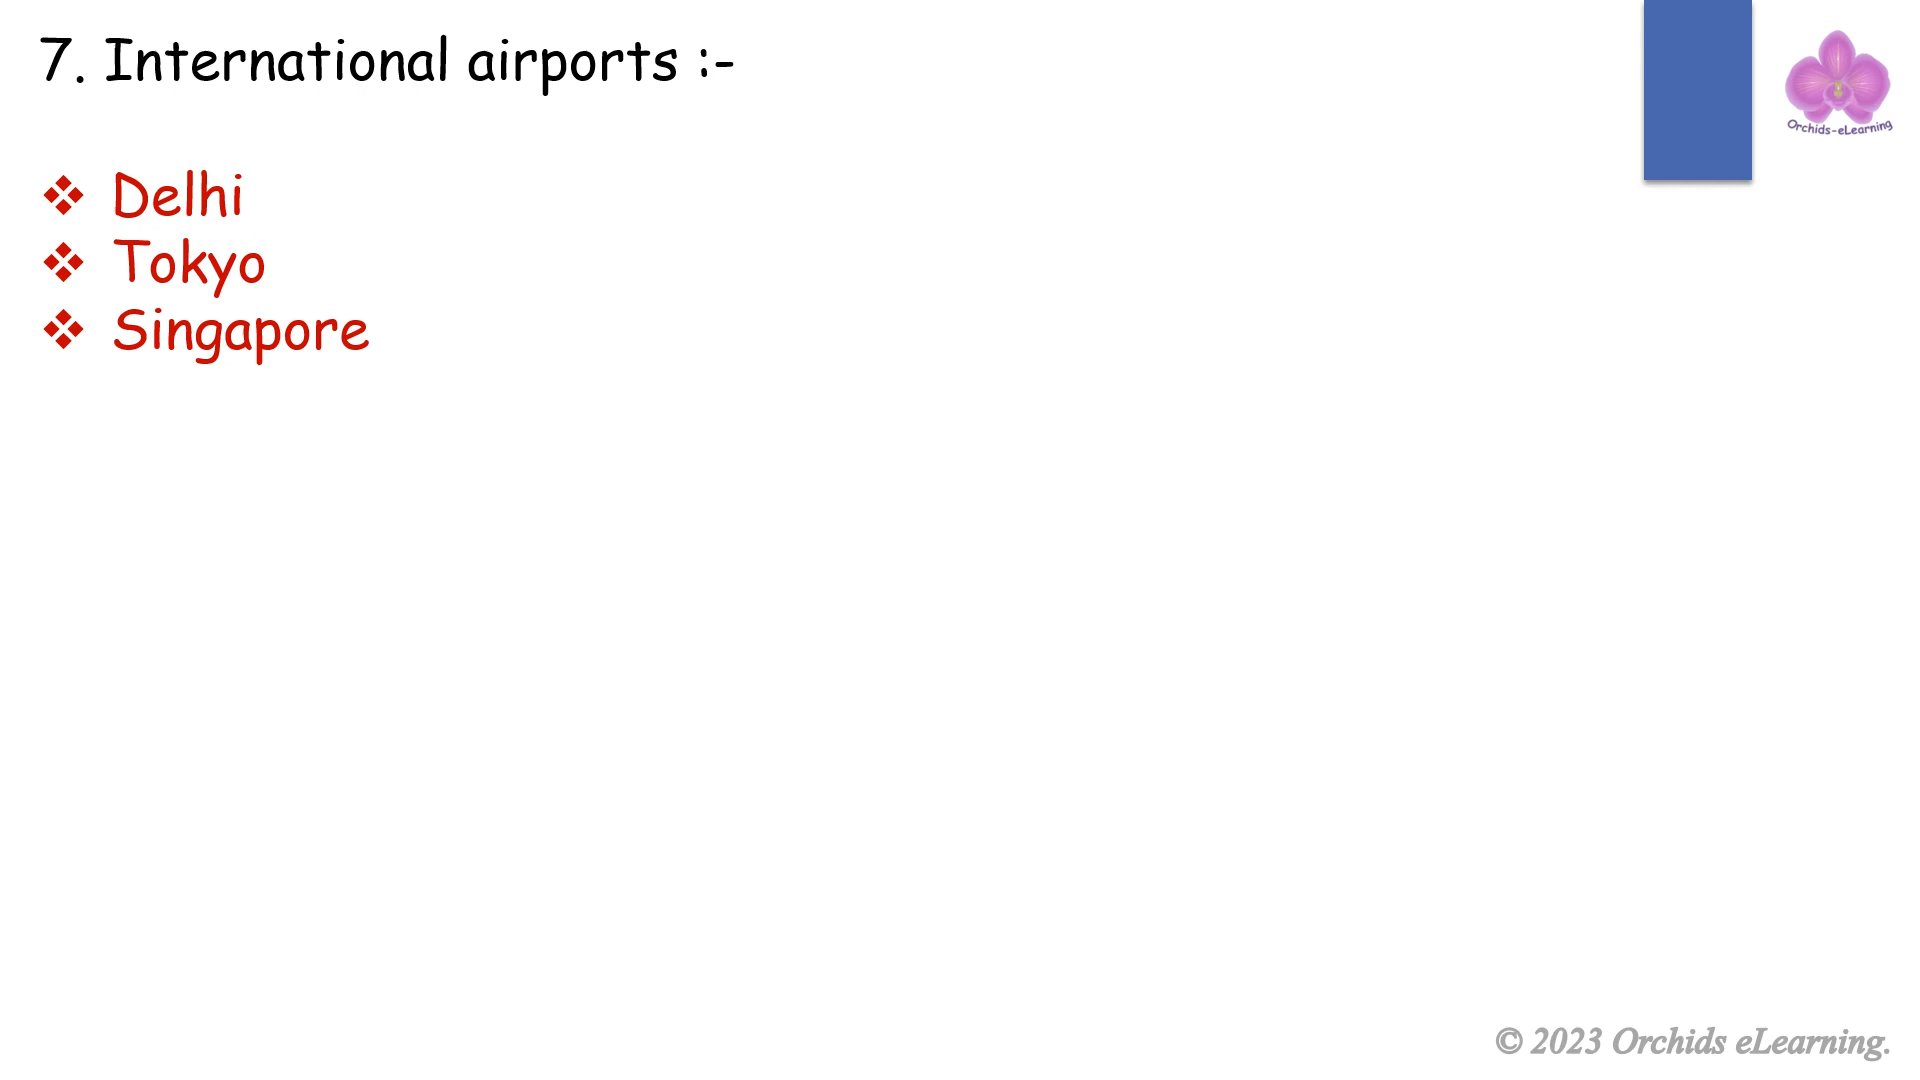 7. International airports :-
Orchids-eLearning
❖ Delhi
❖ Tokyo
❖ Singapore
© 2023 Orchids eLearning.